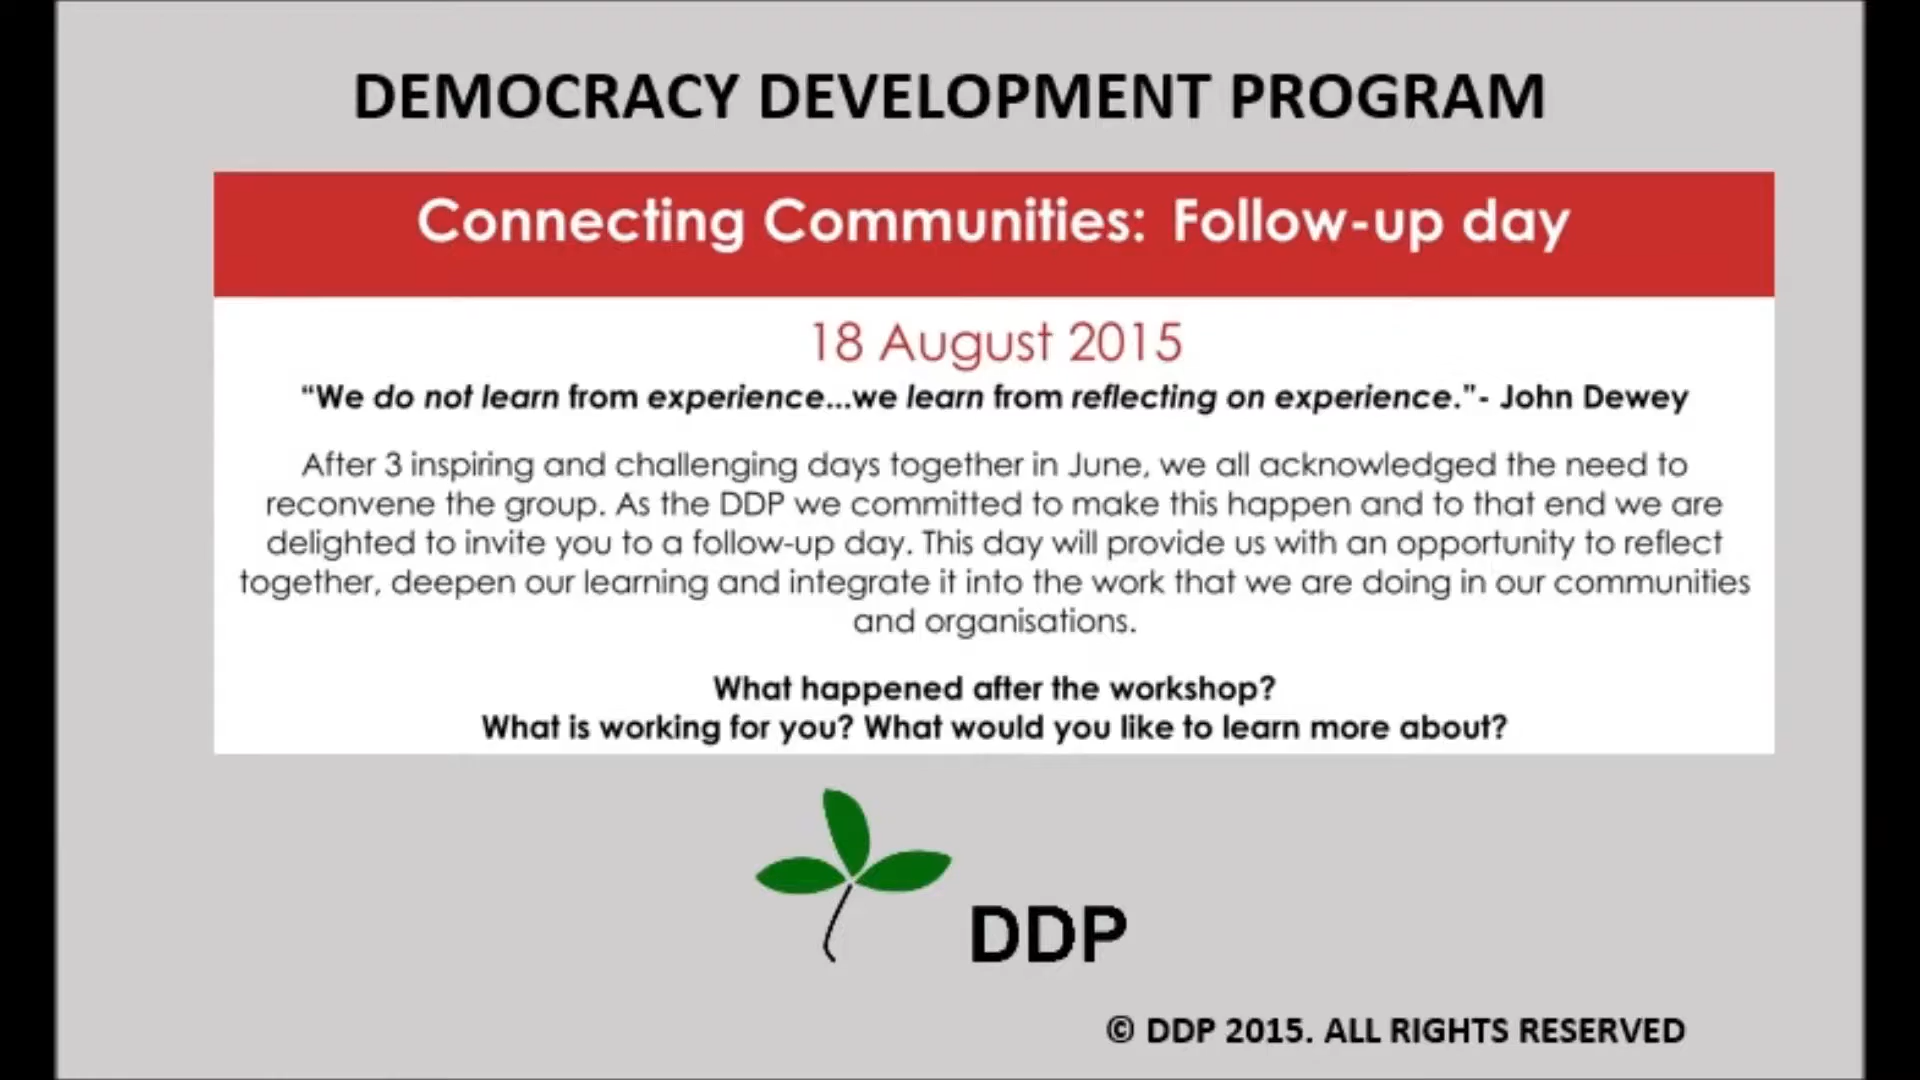 DEMOCRACY DEVELOPMENT PROGRAM
Connecting Communities: Follow-up day
18 August 2015
“We do not learn from experience...we learn from reflecting on experience.”- John Dewey
After 3 inspiring and challenging days together in June, we all acknowledged the need to
reconvene the group. As the DDP we committed to make this happen and to that end we are
delighted to invite you to a follow-up day. This day will provide us with an opportunity to reflect
together, deepen our learning and integrate it into the work that we are doing in our communities
and organisations.
What happened after the workshop?
What is working for you? What would you like to learn more about?
DDP
© DDP 2015. ALL RIGHTS RESERVED